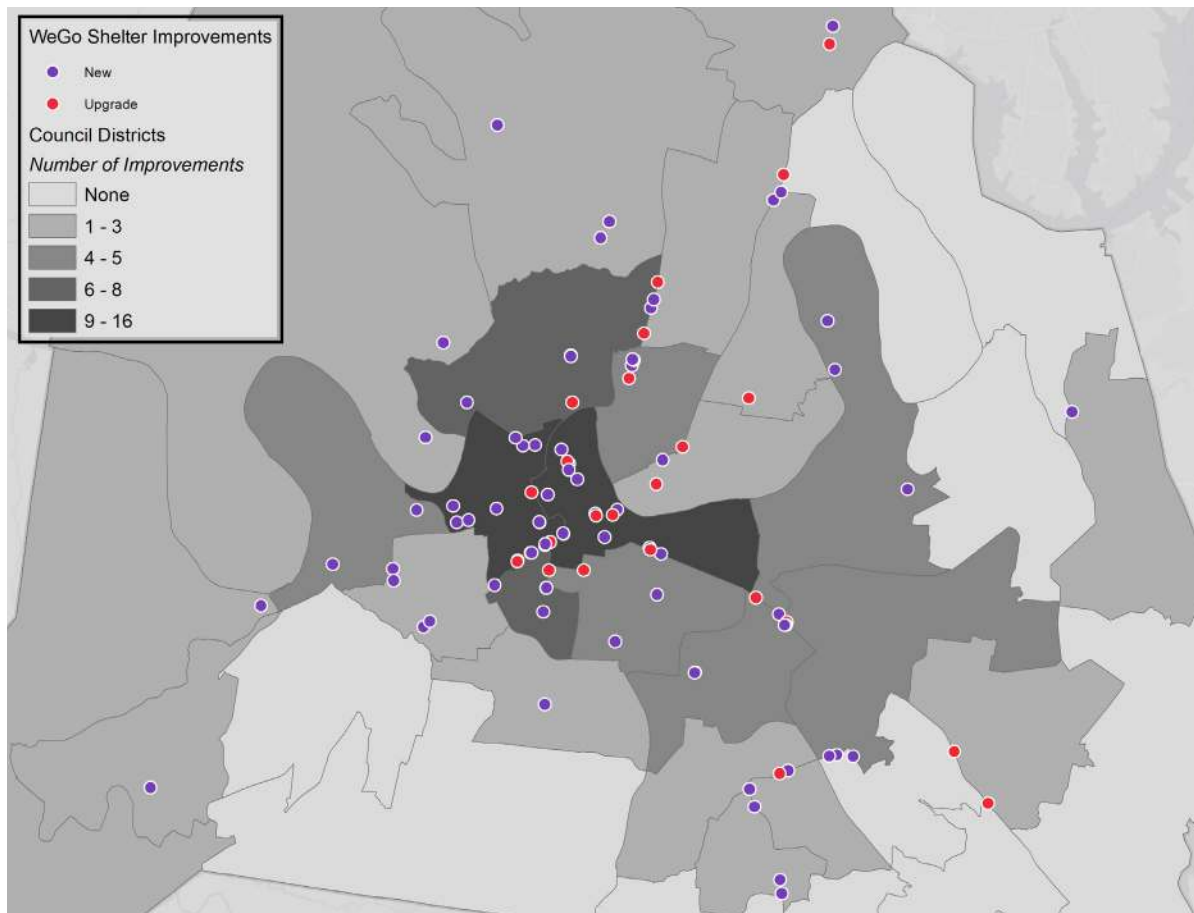 WeGo Shelter Improvements
New
Upgrade
Council Districts
Number of Improvements
None
1 - 3
4 - 5
6 - 8
9 - 16